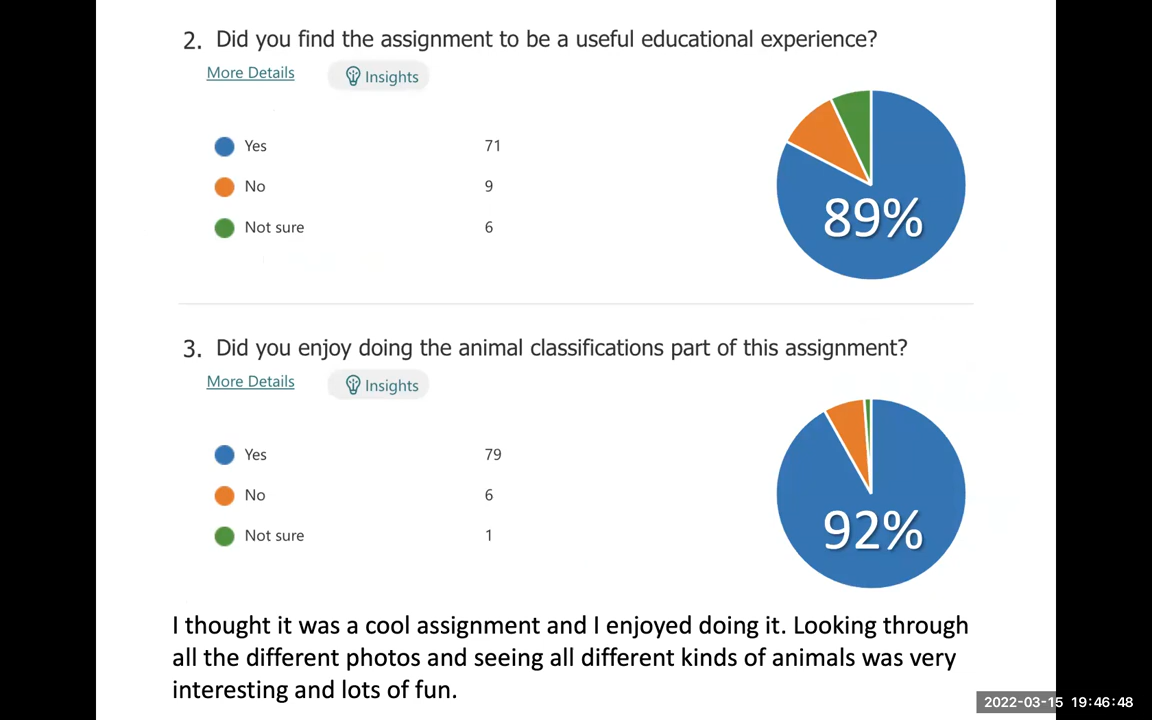 2. Did you find the assignment to be a useful educational experience?
More Details
Insights
Yes 71
No 9
Not sure 6
89%
3. Did you enjoy doing the animal classifications part of this assignment?
More Details
Insights
Yes 79
No 6
Not sure 1
92%
I thought it was a cool assignment and I enjoyed doing it. Looking through
all the different photos and seeing all different kinds of animals was very
interesting and lots of fun.
2022-03-15 19:46:48